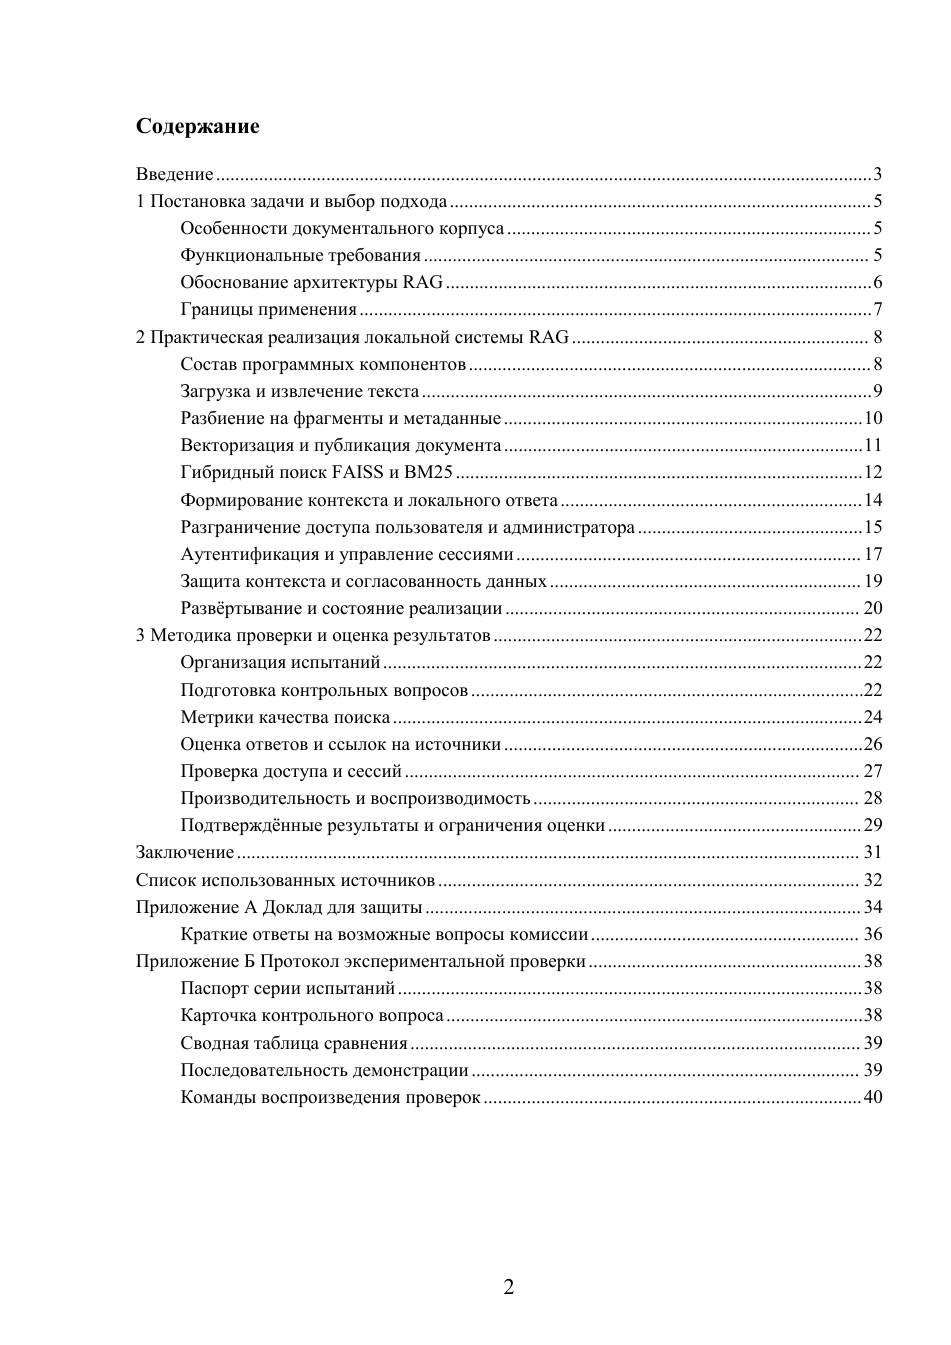 Содержание
Введение 3
1 Постановка задачи и выбор подхода 5
Особенности документального корпуса 5
Функциональные требования 5
Обоснование архитектуры RAG 6
Границы применения 7
2 Практическая реализация локальной системы RAG 8
Состав программных компонентов 8
Загрузка и извлечение текста 9
Разбиение на фрагменты и метаданные 10
Векторизация и публикация документа 11
Гибридный поиск FAISS и BM25 12
Формирование контекста и локального ответа 14
Разграничение доступа пользователя и администратора 15
Аутентификация и управление сессиями 17
Защита контекста и согласованность данных 19
Развёртывание и состояние реализации 20
3 Методика проверки и оценка результатов 22
Организация испытаний 22
Подготовка контрольных вопросов 22
Метрики качества поиска 24
Оценка ответов и ссылок на источники 26
Проверка доступа и сессий 27
Производительность и воспроизводимость 28
Подтверждённые результаты и ограничения оценки 29
Заключение 31
Список использованных источников 32
Приложение А Доклад для защиты 34
Краткие ответы на возможные вопросы комиссии 36
Приложение Б Протокол экспериментальной проверки 38
Паспорт серии испытаний 38
Карточка контрольного вопроса 38
Сводная таблица сравнения 39
Последовательность демонстрации 39
Команды воспроизведения проверок 40
2